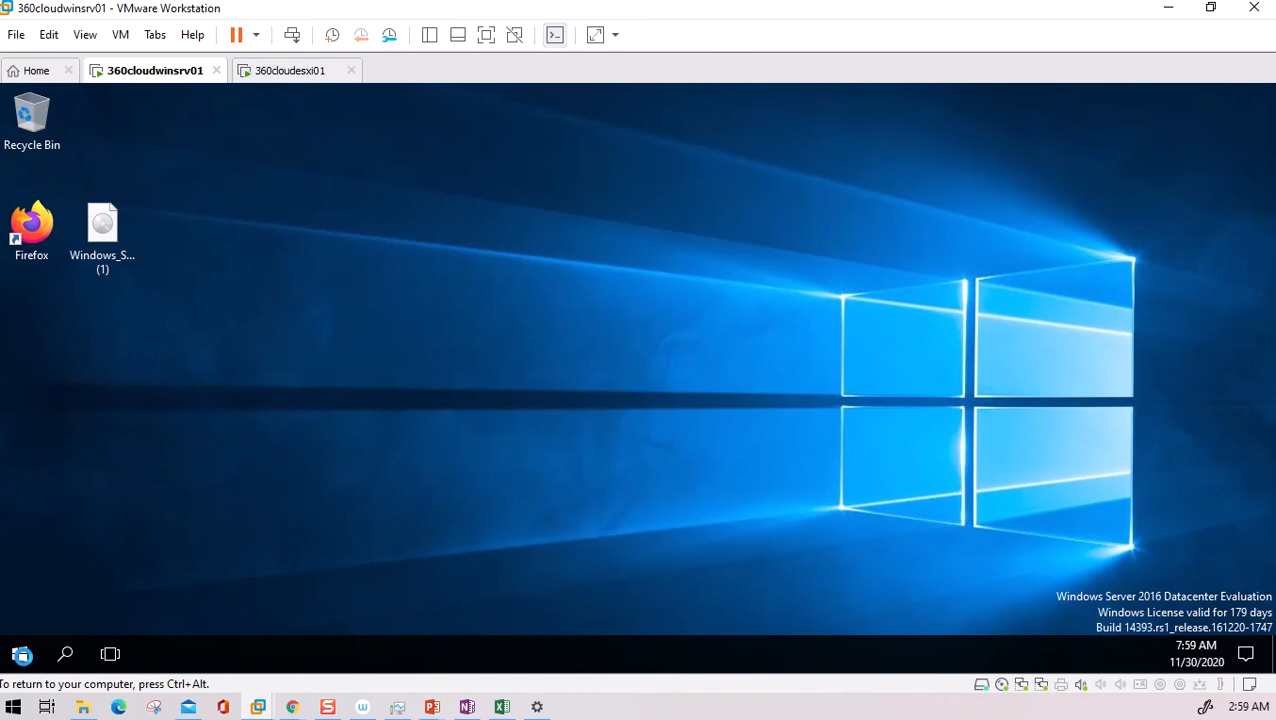 360cloudwinsrv01 - VMware Workstation
File Edit View VM Tabs Help
Home 360cloudwinsrv01 360cloudesxi01
Recycle Bin
Firefox Windows_S...
(1)
Windows Server 2016 Datacenter Evaluation
Windows License valid for 179 days
Build 14393.rs1_release.161220-1747
7:59 AM
11/30/2020
To return to your computer, press Ctrl+Alt.
2:59 AM